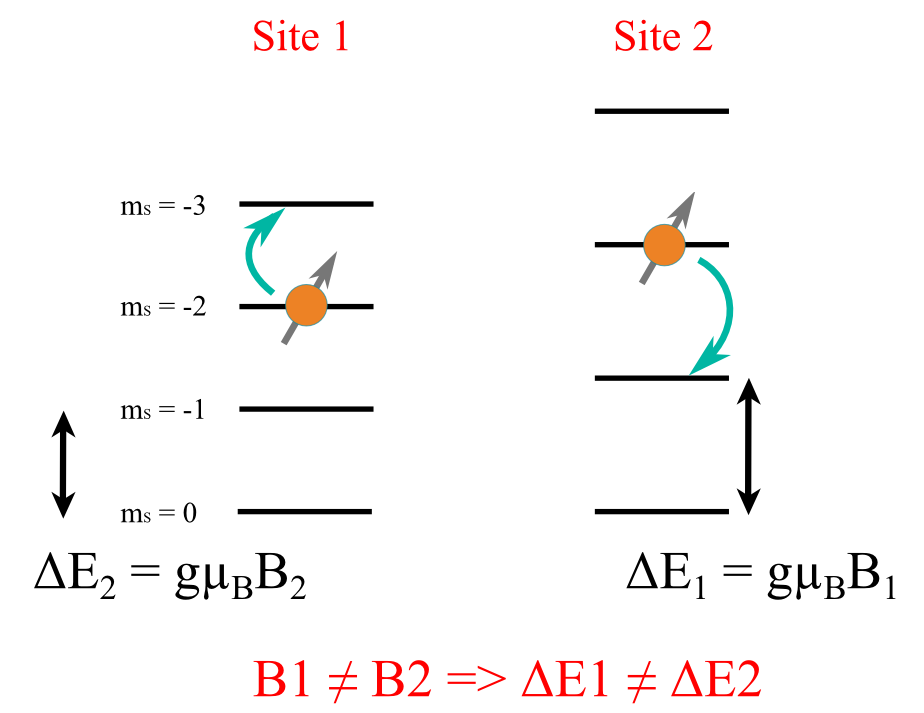 Site 1
Site 2
ms = -3
ms = -2
ms = -1
ms = 0
ΔE2 = gμBB2
ΔE1 = gμBB1
B1 ≠ B2 => ΔE1 ≠ ΔE2